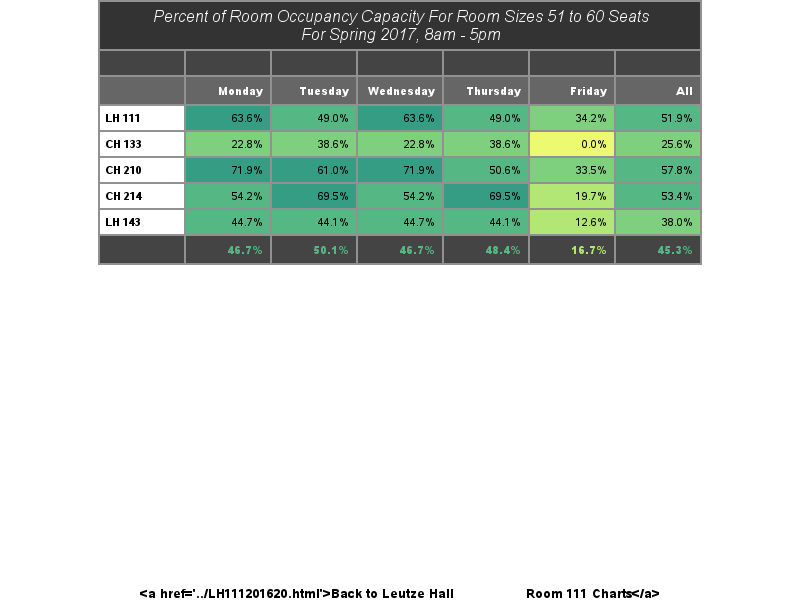 Percent of Room Occupancy Capacity For Room Sizes 51 to 60 Seats
For Spring 2017, 8am - 5pm
Monday Tuesday Wednesday Thursday Friday All
LH 111 63.6% 49.0% 63.6% 49.0% 34.2% 51.9%
CH 133 22.8% 38.6% 22.8% 38.6% 0.0% 25.6%
CH 210 71.9% 61.0% 71.9% 50.6% 33.5% 57.8%
CH 214 54.2% 69.5% 54.2% 69.5% 19.7% 53.4%
LH 143 44.7% 44.1% 44.7% 44.1% 12.6% 38.0%
46.7% 50.1% 46.7% 48.4% 16.7% 45.3%
<a href='../LH111201620.html'>Back to Leutze Hall Room 111 Charts</a>